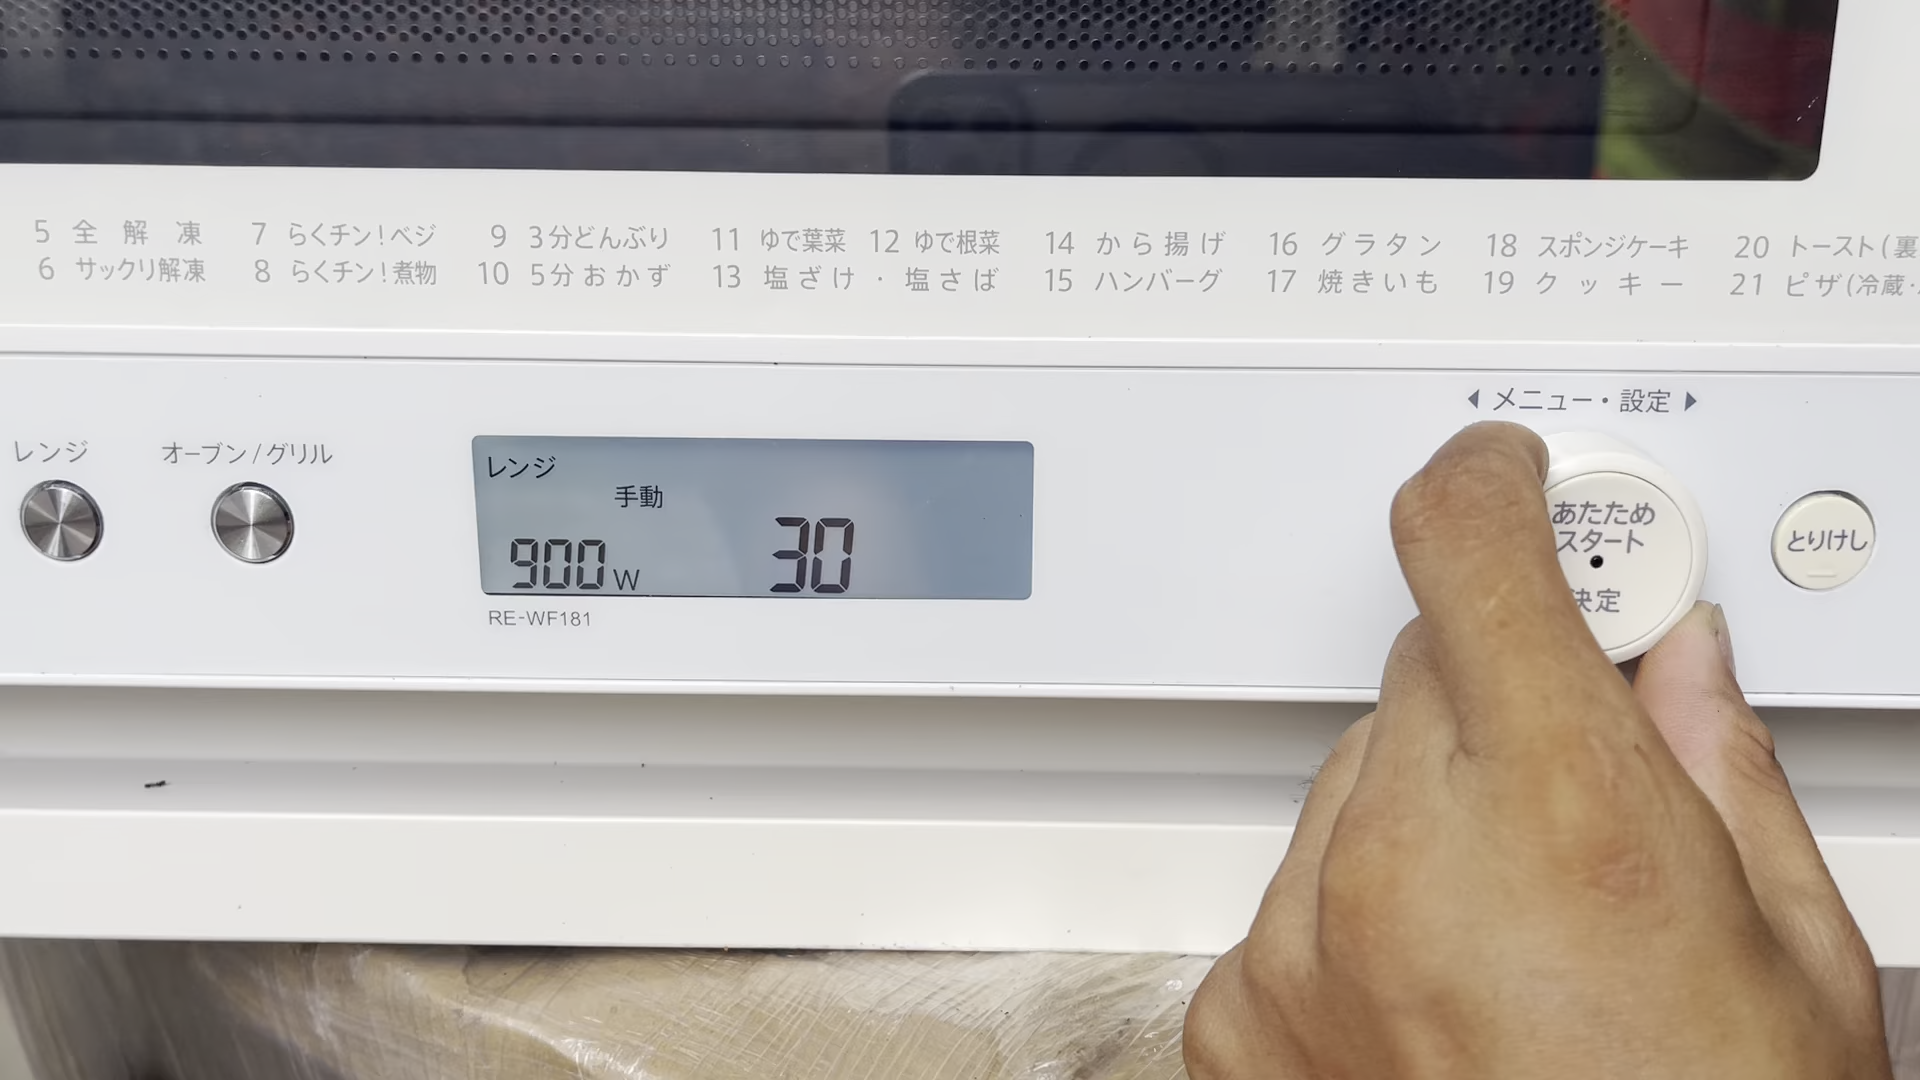 5 全解凍 7 らくチン!ベジ 9 3分どんぶり 11 ゆで葉菜 12 ゆで根菜 14 から揚げ 16 グラタン 18 スポンジケーキ 20 トースト(裏
6 サックリ解凍 8 らくチン!煮物 10 5分おかず 13 塩ざけ・塩さば 15 ハンバーグ 17 焼きいも 19 クッキー 21 ピザ(冷蔵・
◀ メニュー・設定 ▶
レンジ
オーブン/グリル
レンジ
手動
900W 30
RE-WF181
あたため
スタート
決定
とりけし